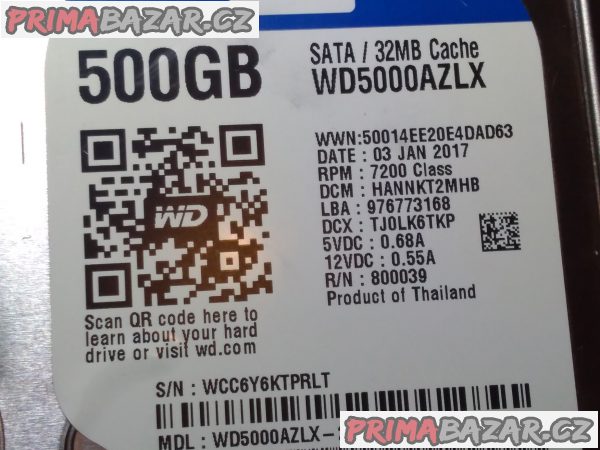 PRIMABAZAR.CZ
500GB
SATA / 32MB Cache
WD5000AZLX
WWN:50014EE20E4DAD63
DATE : 03 JAN 2017
RPM : 7200 Class
DCM : HANNKT2MHB
LBA : 976773168
DCX : TJ0LK6TKP
5VDC : 0.68A
12VDC : 0.55A
R/N : 800039
Product of Thailand
WD
Scan QR code here to
learn about your hard
drive or visit wd.com
S/N : WCC6Y6KTPRLT
MDL : WD5000AZLX-
PRIMABAZAR.CZ